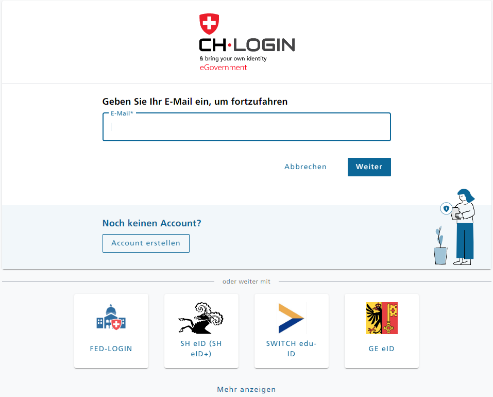 CH·LOGIN
& bring your own identity
eGovernment
Geben Sie Ihr E-Mail ein, um fortzufahren
E-Mail*
Abbrechen
Weiter
Noch keinen Account?
Account erstellen
oder weiter mit
FED-LOGIN
SH eID (SH
eID+)
SWITCH edu-
ID
GE eID
Mehr anzeigen